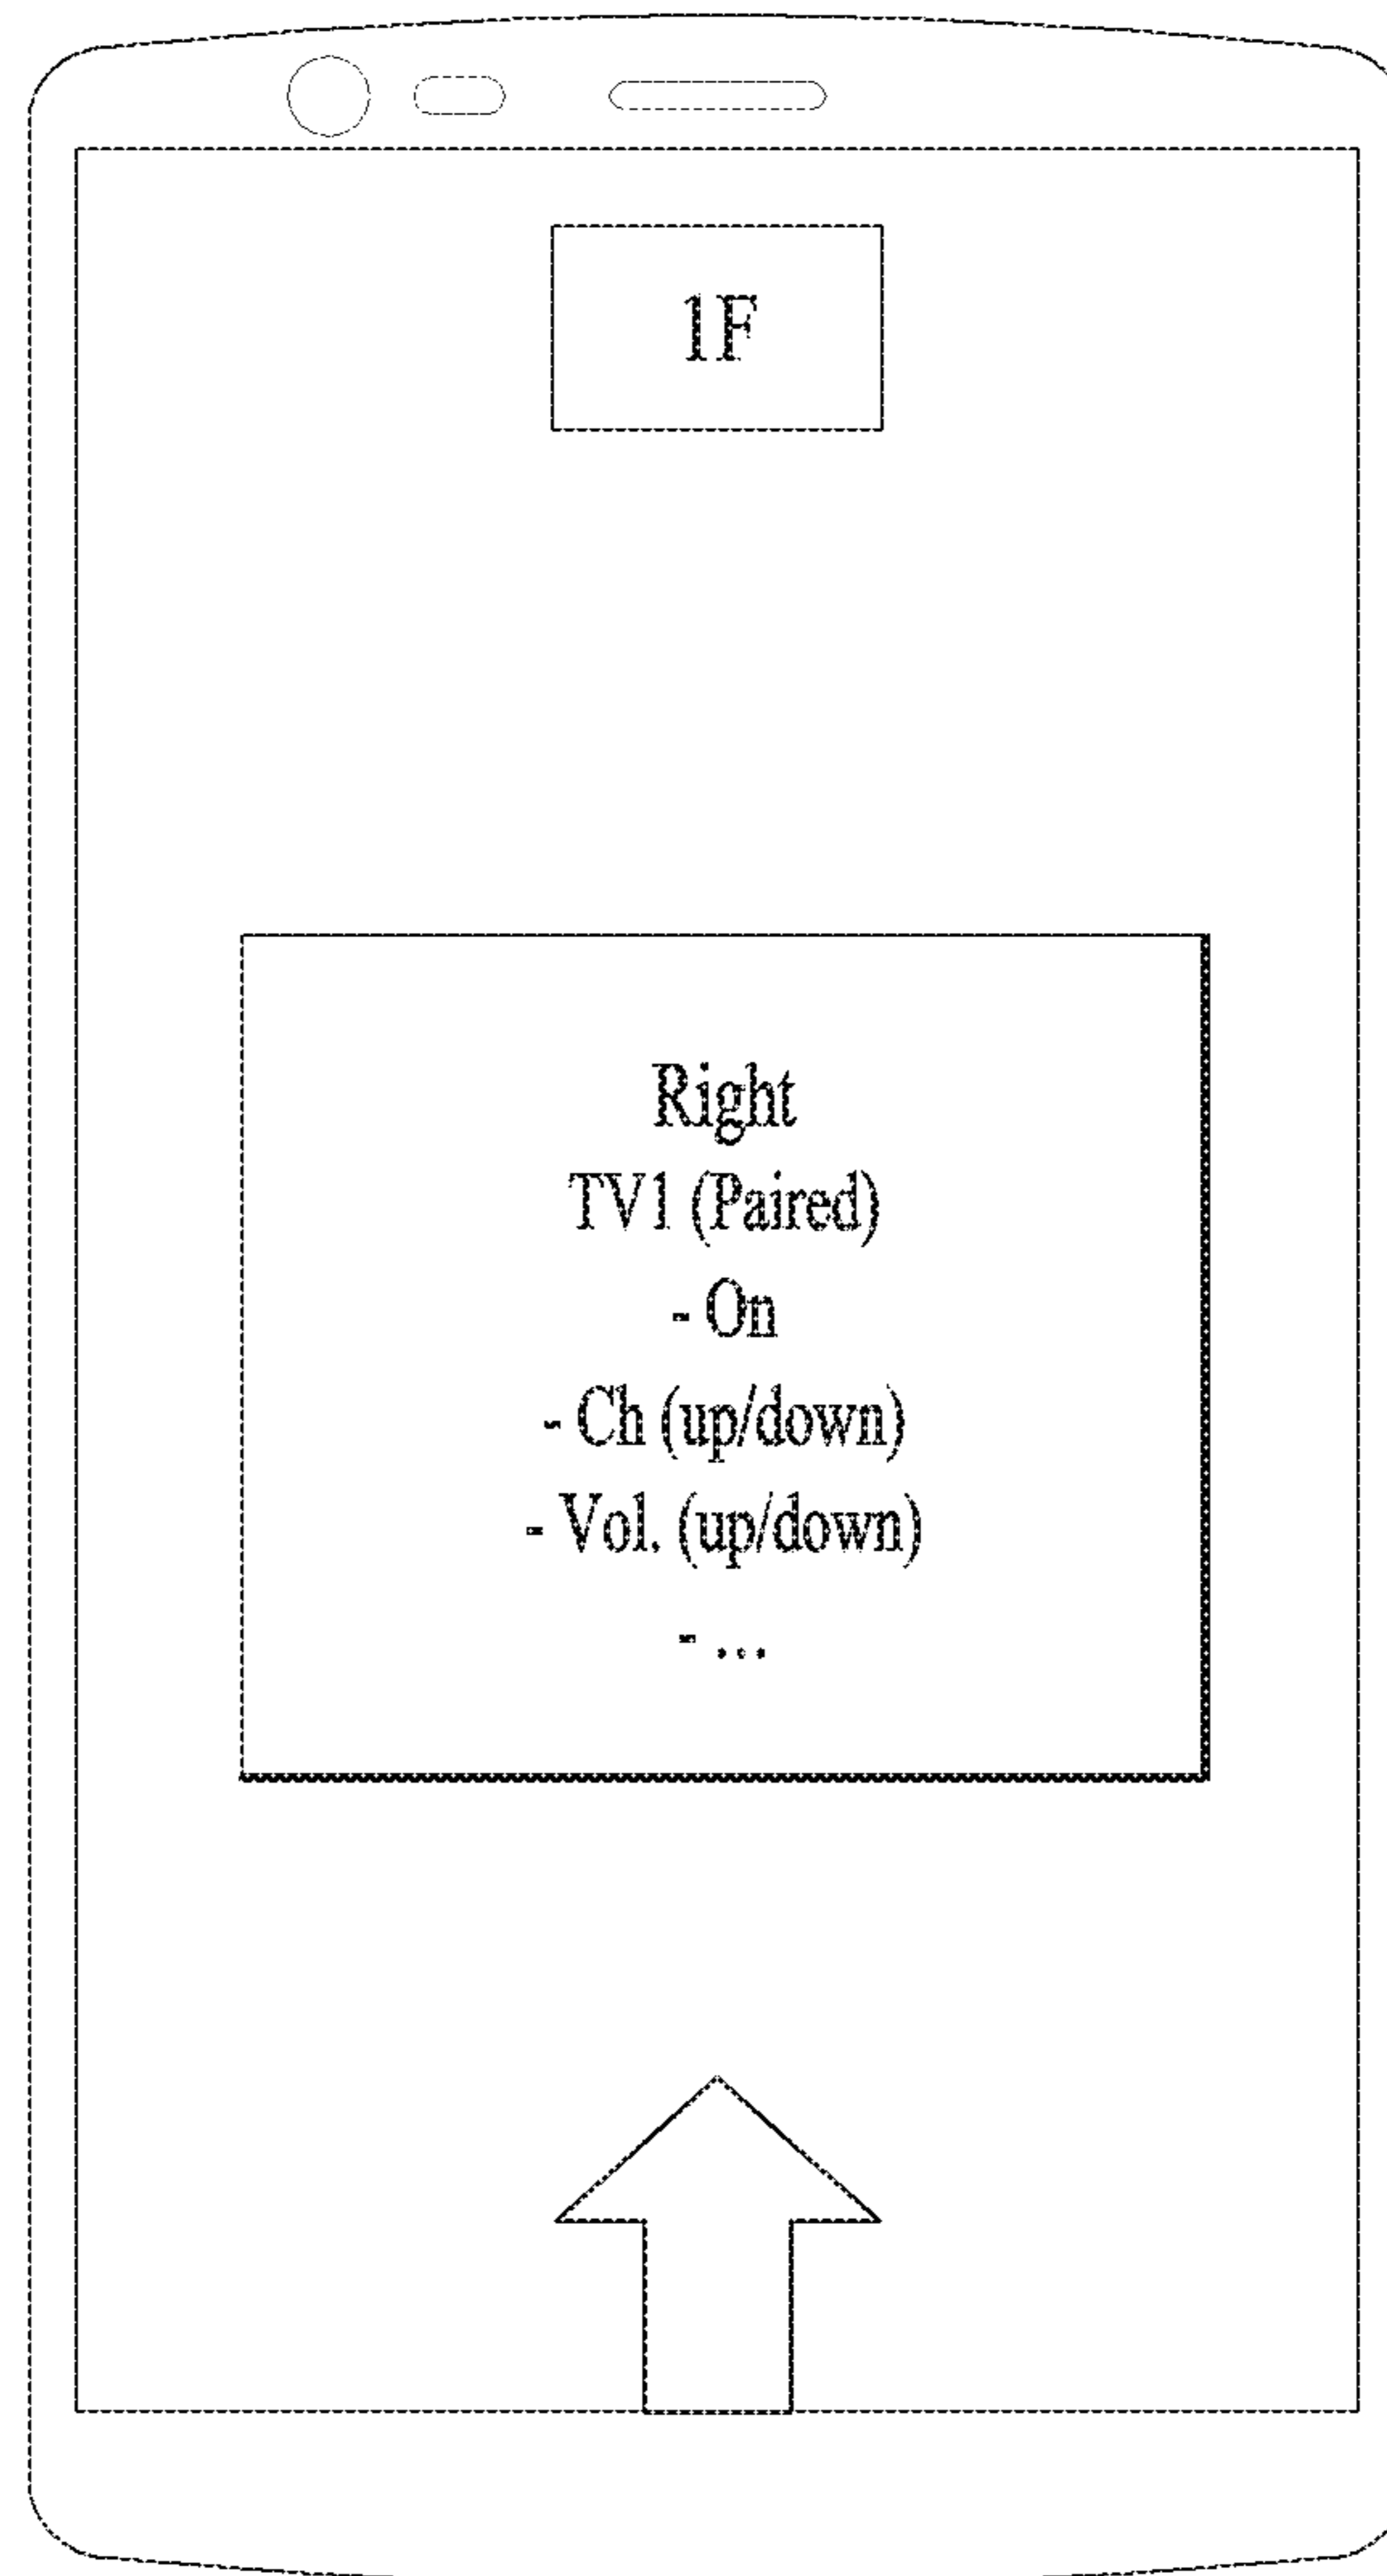 1F
Right
TV1 (Paired)
- On
- Ch (up/down)
- Vol. (up/down)
- ...